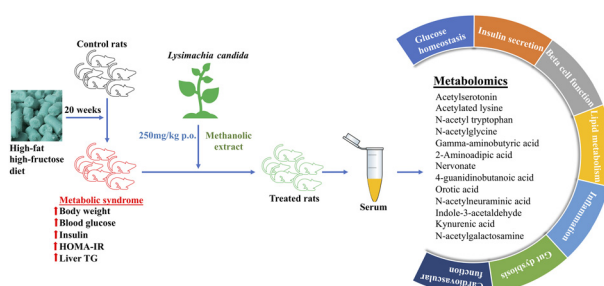 Control rats
20 weeks
High-fat
high-fructose
diet
Metabolic syndrome
Body weight
Blood glucose
Insulin
HOMA-IR
Liver TG
Lysimachia candida
250mg/kg p.o.
Methanolic
extract
Treated rats
Serum
Metabolomics
Acetylserotonin
Acetylated lysine
N-acetyl tryptophan
N-acetylglycine
Gamma-aminobutyric acid
2-Aminoadipic acid
Nervonate
4-guanidinobutanoic acid
Orotic acid
N-acetylneuraminic acid
Indole-3-acetaldehyde
Kynurenic acid
N-acetylgalactosamine
Glucose
homeostasis
Insulin secretion
Beta cell function
Lipid metabolism
Inflammation
Gut dysbiosis
Cardiovascular
function